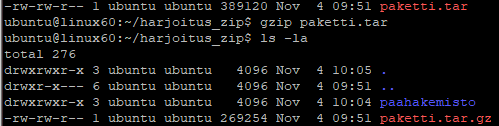 -rw-rw-r-- 1 ubuntu ubuntu 389120 Nov  4 09:51 paketti.tar
ubuntu@linux60:~/harjoitus_zip$ gzip paketti.tar
ubuntu@linux60:~/harjoitus_zip$ ls -la
total 276
drwxrwxr-x 3 ubuntu ubuntu   4096 Nov  4 10:05 .
drwxr-x--- 6 ubuntu ubuntu   4096 Nov  4 09:50 ..
drwxrwxr-x 3 ubuntu ubuntu   4096 Nov  4 10:04 paahakemisto
-rw-rw-r-- 1 ubuntu ubuntu 269254 Nov  4 09:51 paketti.tar.gz